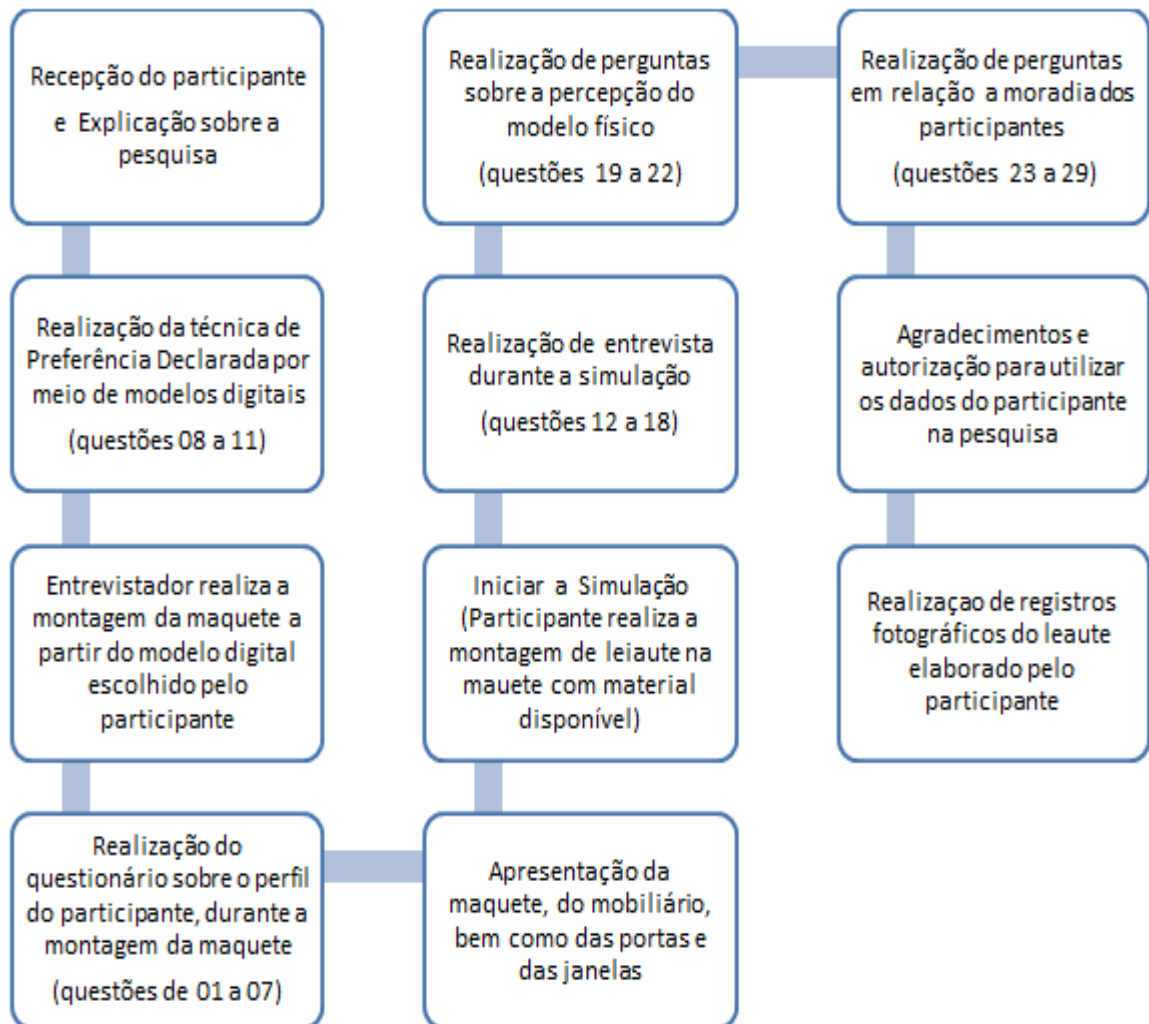 Recepção do participante
e Explicação sobre a
pesquisa
Realização da técnica de
Preferência Declarada por
meio de modelos digitais
(questões 08 a 11)
Entrevistador realiza a
montagem da maquete a
partir do modelo digital
escolhido pelo
participante
Realização do
questionário sobre o perfil
do participante, durante a
montagem da maquete
(questões de 01 a 07)
Apresentação da
maquete, do mobiliário,
bem como das portas e
das janelas
Iniciar a Simulação
(Participante realiza a
montagem de leiaute na
mauete com material
disponível)
Realização de entrevista
durante a simulação
(questões 12 a 18)
Realização de perguntas
sobre a percepção do
modelo físico
(questões 19 a 22)
Realização de perguntas
em relação a moradia dos
participantes
(questões 23 a 29)
Agradecimentos e
autorização para utilizar
os dados do participante
na pesquisa
Realizaçao de registros
fotográficos do leaute
elaborado pelo
participante